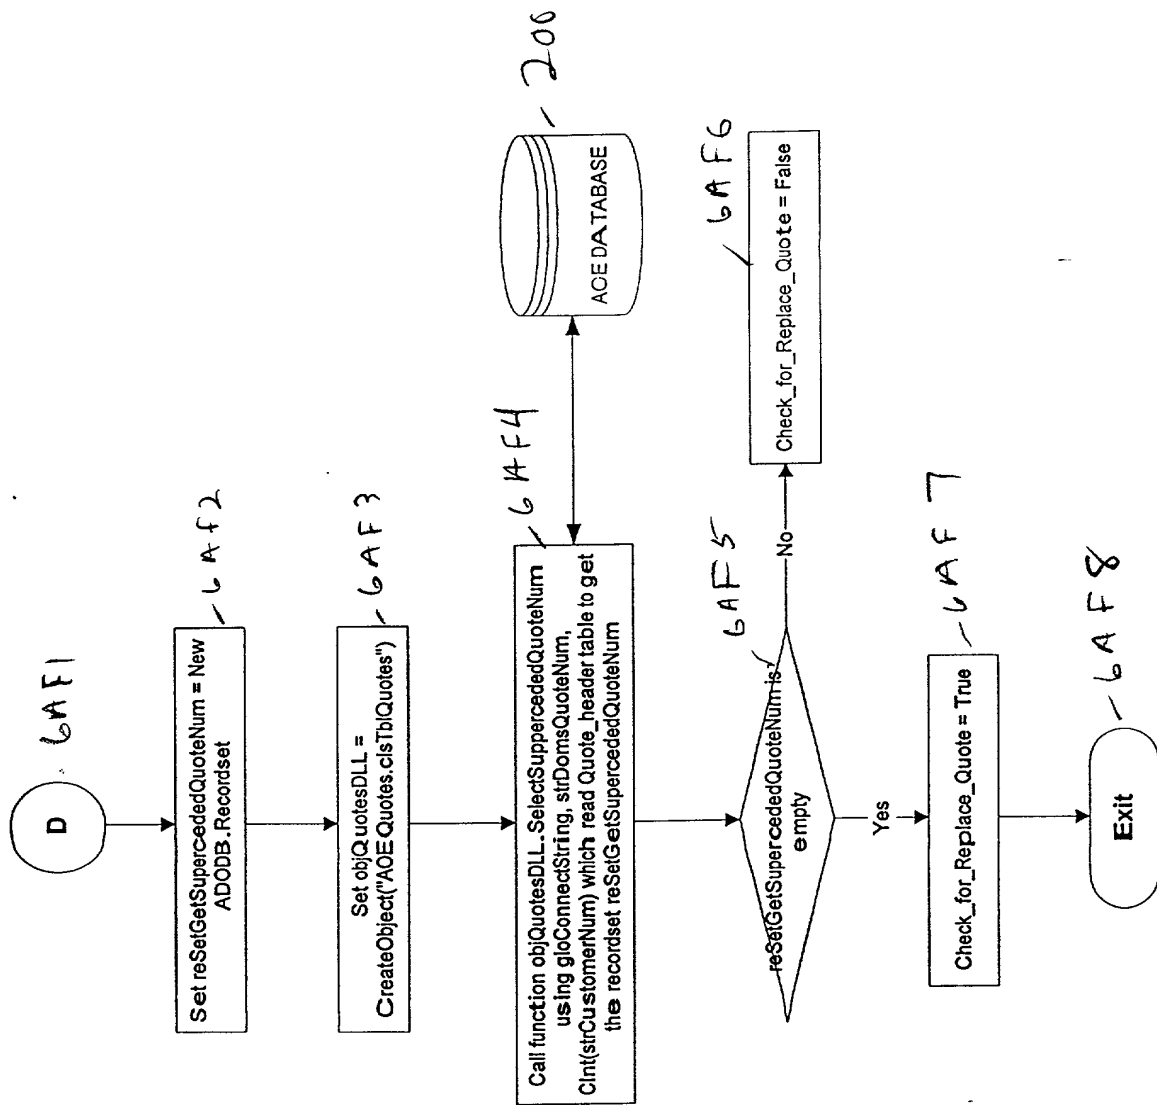 D
6AF1
Set reSetGetSupercededQuoteNum = New
ADODB.Recordset
6AF2
Set objQuotesDLL =
CreateObject("AOEQuotes.clsTblQuotes")
6AF3
Call function objQuotesDLL.SelectSuppercededQuoteNum
using gloConnectString, strDomsQuoteNum,
CInt(strCustomerNum) which read Quote_header table to get
the recordset reSetGetSupercededQuoteNum
6AF4
AOE DATABASE
200
reSetGetSupercededQuoteNum is
empty
6AF5
No
Check_for_Replace_Quote = False
6AF6
Yes
Check_for_Replace_Quote = True
6AF7
Exit
6AF8